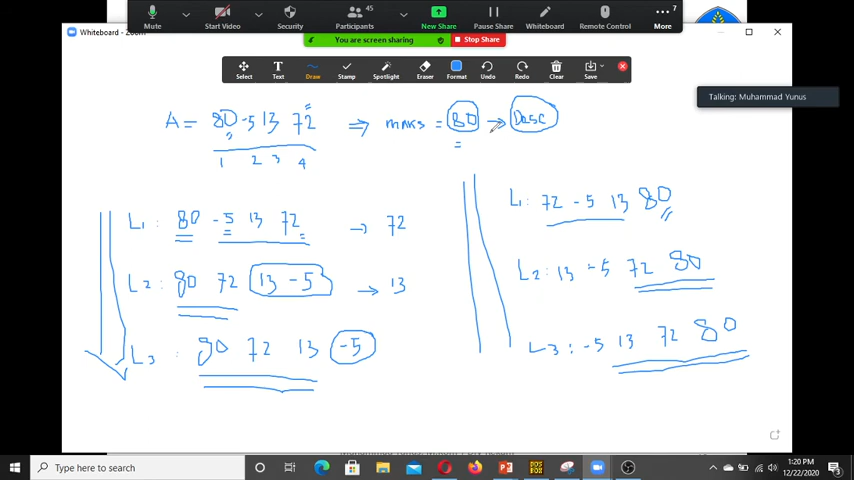 Mute
Start Video
Security
45
Participants
New Share
Pause Share
Whiteboard
Remote Control
7
More
Whiteboard - Zoom
You are screen sharing
Stop Share
Select
Text
Draw
Stamp
Spotlight
Eraser
Format
Undo
Redo
Clear
Save
Talking: Muhammad Yunus
A = 80 -5 13 72 ⇒ maks = 80 → Desc
1 2 3 4
L1 : 80 -5 13 72 → 72
L2 : 80 72 13 -5 → 13
L3 : 80 72 13 -5
L1: 72 -5 13 80
L2: 13 -5 72 80
L3: -5 13 72 80
Type here to search
1:20 PM
12/22/2020